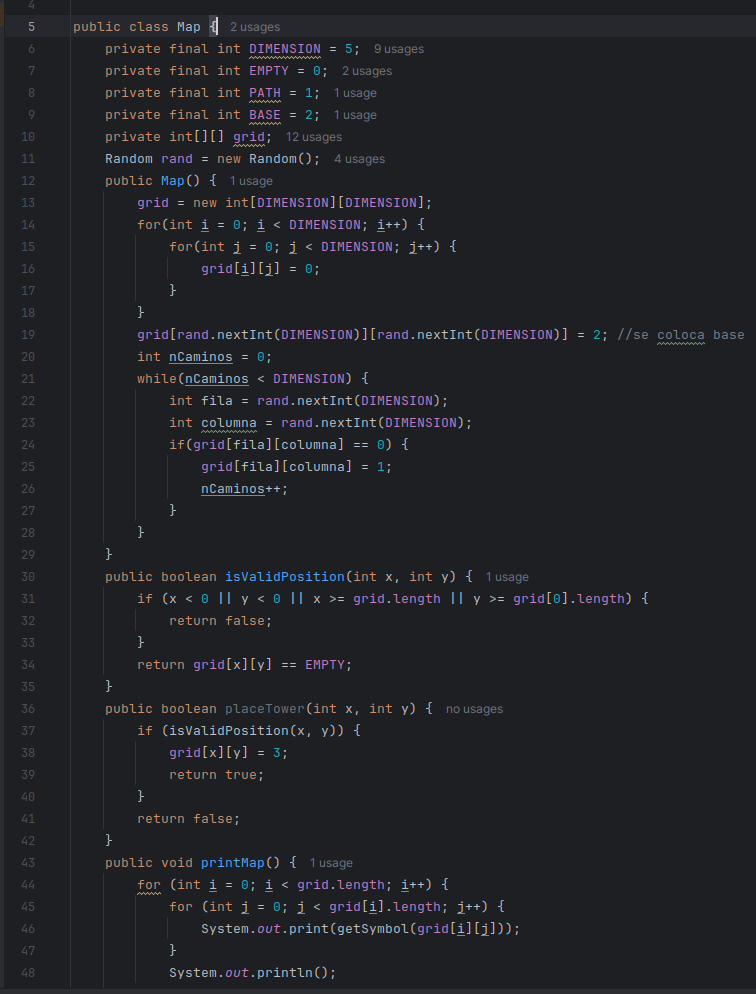 4
5 public class Map { 2 usages
6     private final int DIMENSION = 5; 9 usages
7     private final int EMPTY = 0; 2 usages
8     private final int PATH = 1; 1 usage
9     private final int BASE = 2; 1 usage
10     private int[][] grid; 12 usages
11     Random rand = new Random(); 4 usages
12     public Map() { 1 usage
13         grid = new int[DIMENSION][DIMENSION];
14         for(int i = 0; i < DIMENSION; i++) {
15             for(int j = 0; j < DIMENSION; j++) {
16                 grid[i][j] = 0;
17             }
18         }
19         grid[rand.nextInt(DIMENSION)][rand.nextInt(DIMENSION)] = 2; //se coloca base
20         int nCaminos = 0;
21         while(nCaminos < DIMENSION) {
22             int fila = rand.nextInt(DIMENSION);
23             int columna = rand.nextInt(DIMENSION);
24             if(grid[fila][columna] == 0) {
25                 grid[fila][columna] = 1;
26                 nCaminos++;
27             }
28         }
29     }
30     public boolean isValidPosition(int x, int y) { 1 usage
31         if (x < 0 || y < 0 || x >= grid.length || y >= grid[0].length) {
32             return false;
33         }
34         return grid[x][y] == EMPTY;
35     }
36     public boolean placeTower(int x, int y) { no usages
37         if (isValidPosition(x, y)) {
38             grid[x][y] = 3;
39             return true;
40         }
41         return false;
42     }
43     public void printMap() { 1 usage
44         for (int i = 0; i < grid.length; i++) {
45             for (int j = 0; j < grid[i].length; j++) {
46                 System.out.print(getSymbol(grid[i][j]));
47             }
48             System.out.println();